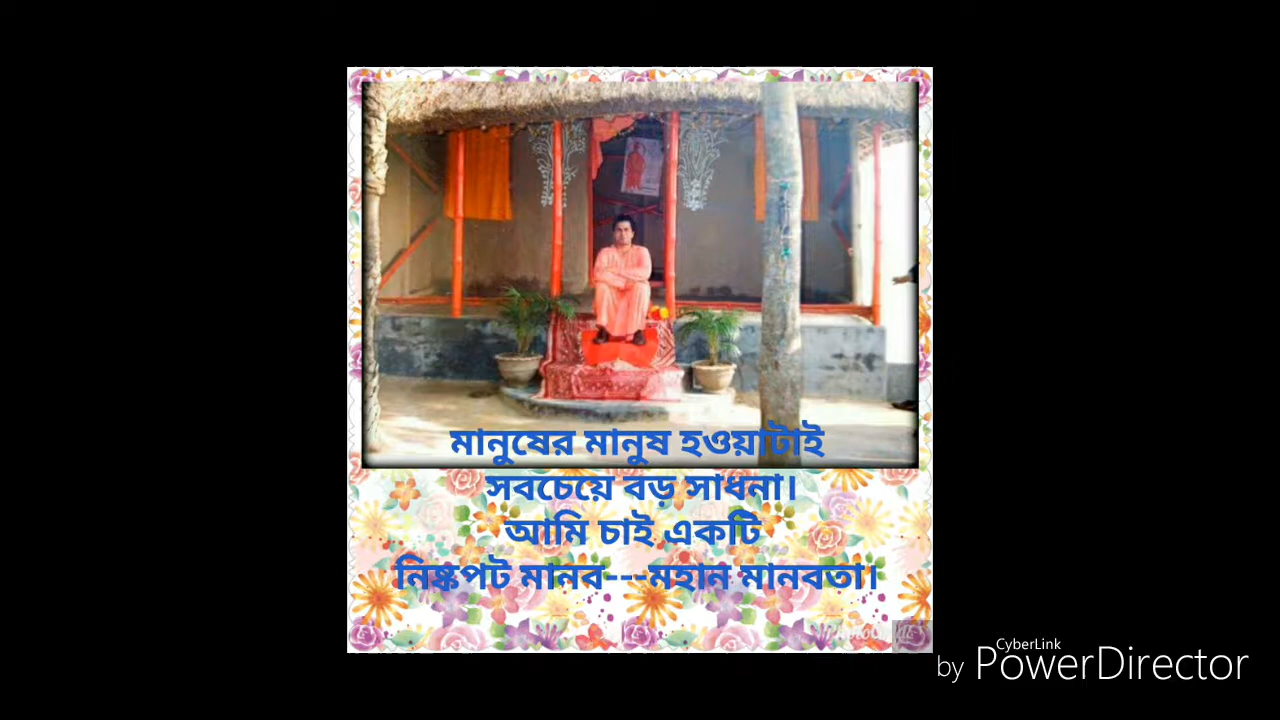 মানুষের মানুষ হওয়াটাই
সবচেয়ে বড় সাধনা।
আমি চাই একটি
নিষ্কপট মানব---মহান মানবতা।
CyberLink
by PowerDirector